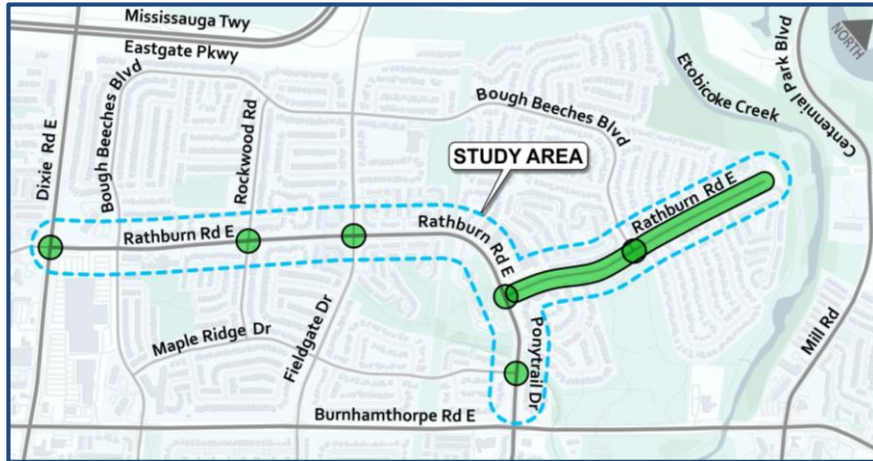 Mississauga Twy
Eastgate Pkwy
NORTH
Centennial Park Blvd
Etobicoke Creek
Bough Beeches Blvd
Bough Beeches Blvd
Rockwood Rd
Dixie Rd E
STUDY AREA
Rathburn Rd E
Rathburn Rd E
Rathburn Rd E
Maple Ridge Dr
Fieldgate Dr
Ponytrail Dr
Mill Rd
Burnhamthorpe Rd E